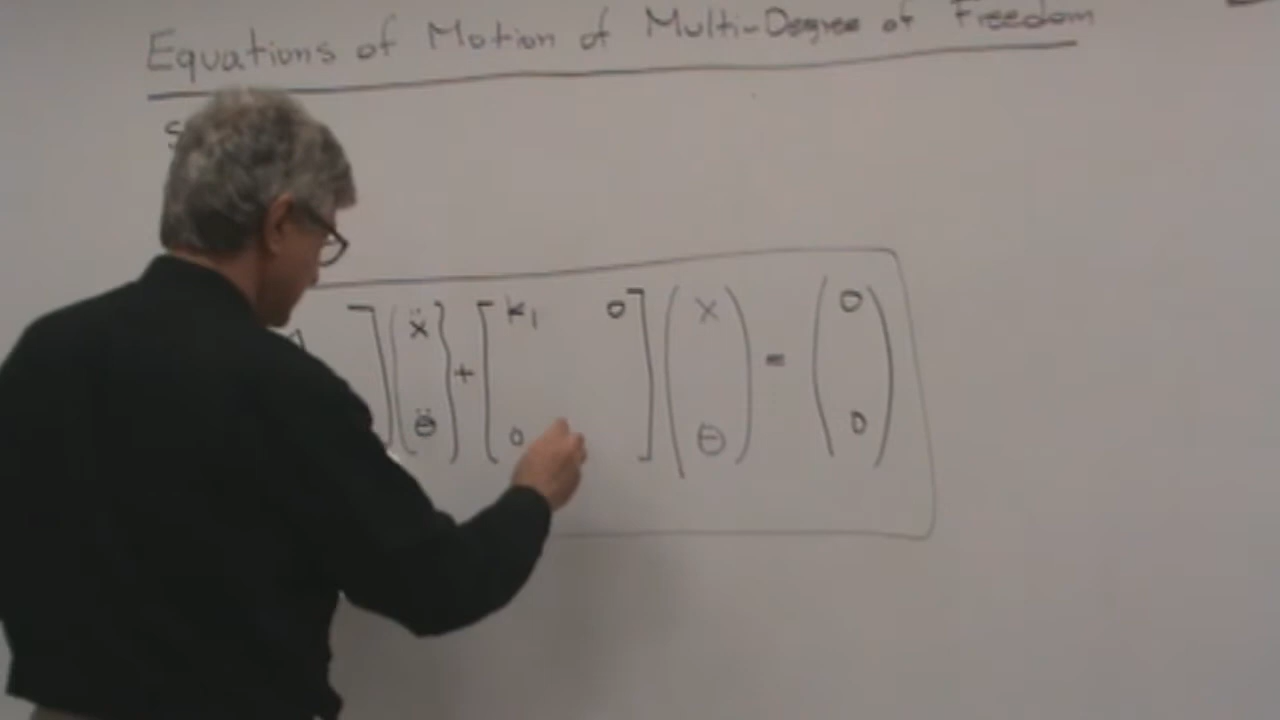 Equations of Motion of Multi-Degree of Freedom
S
] { ẍ } + [ k₁ 0 ] ( x ) = ( 0 )
θ̈ 0 θ 0